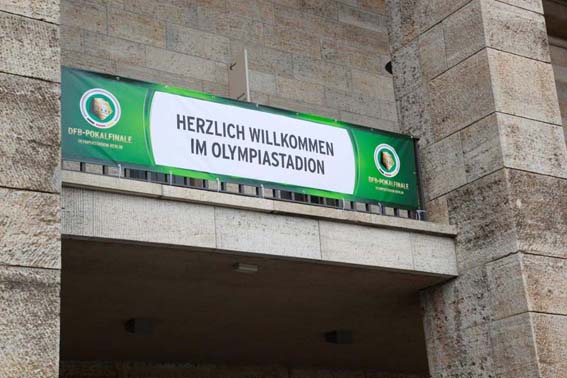 DFB-POKALFINALE
OLYMPIASTADION BERLIN
HERZLICH WILLKOMMEN
IM OLYMPIASTADION
DFB-POKALFINALE